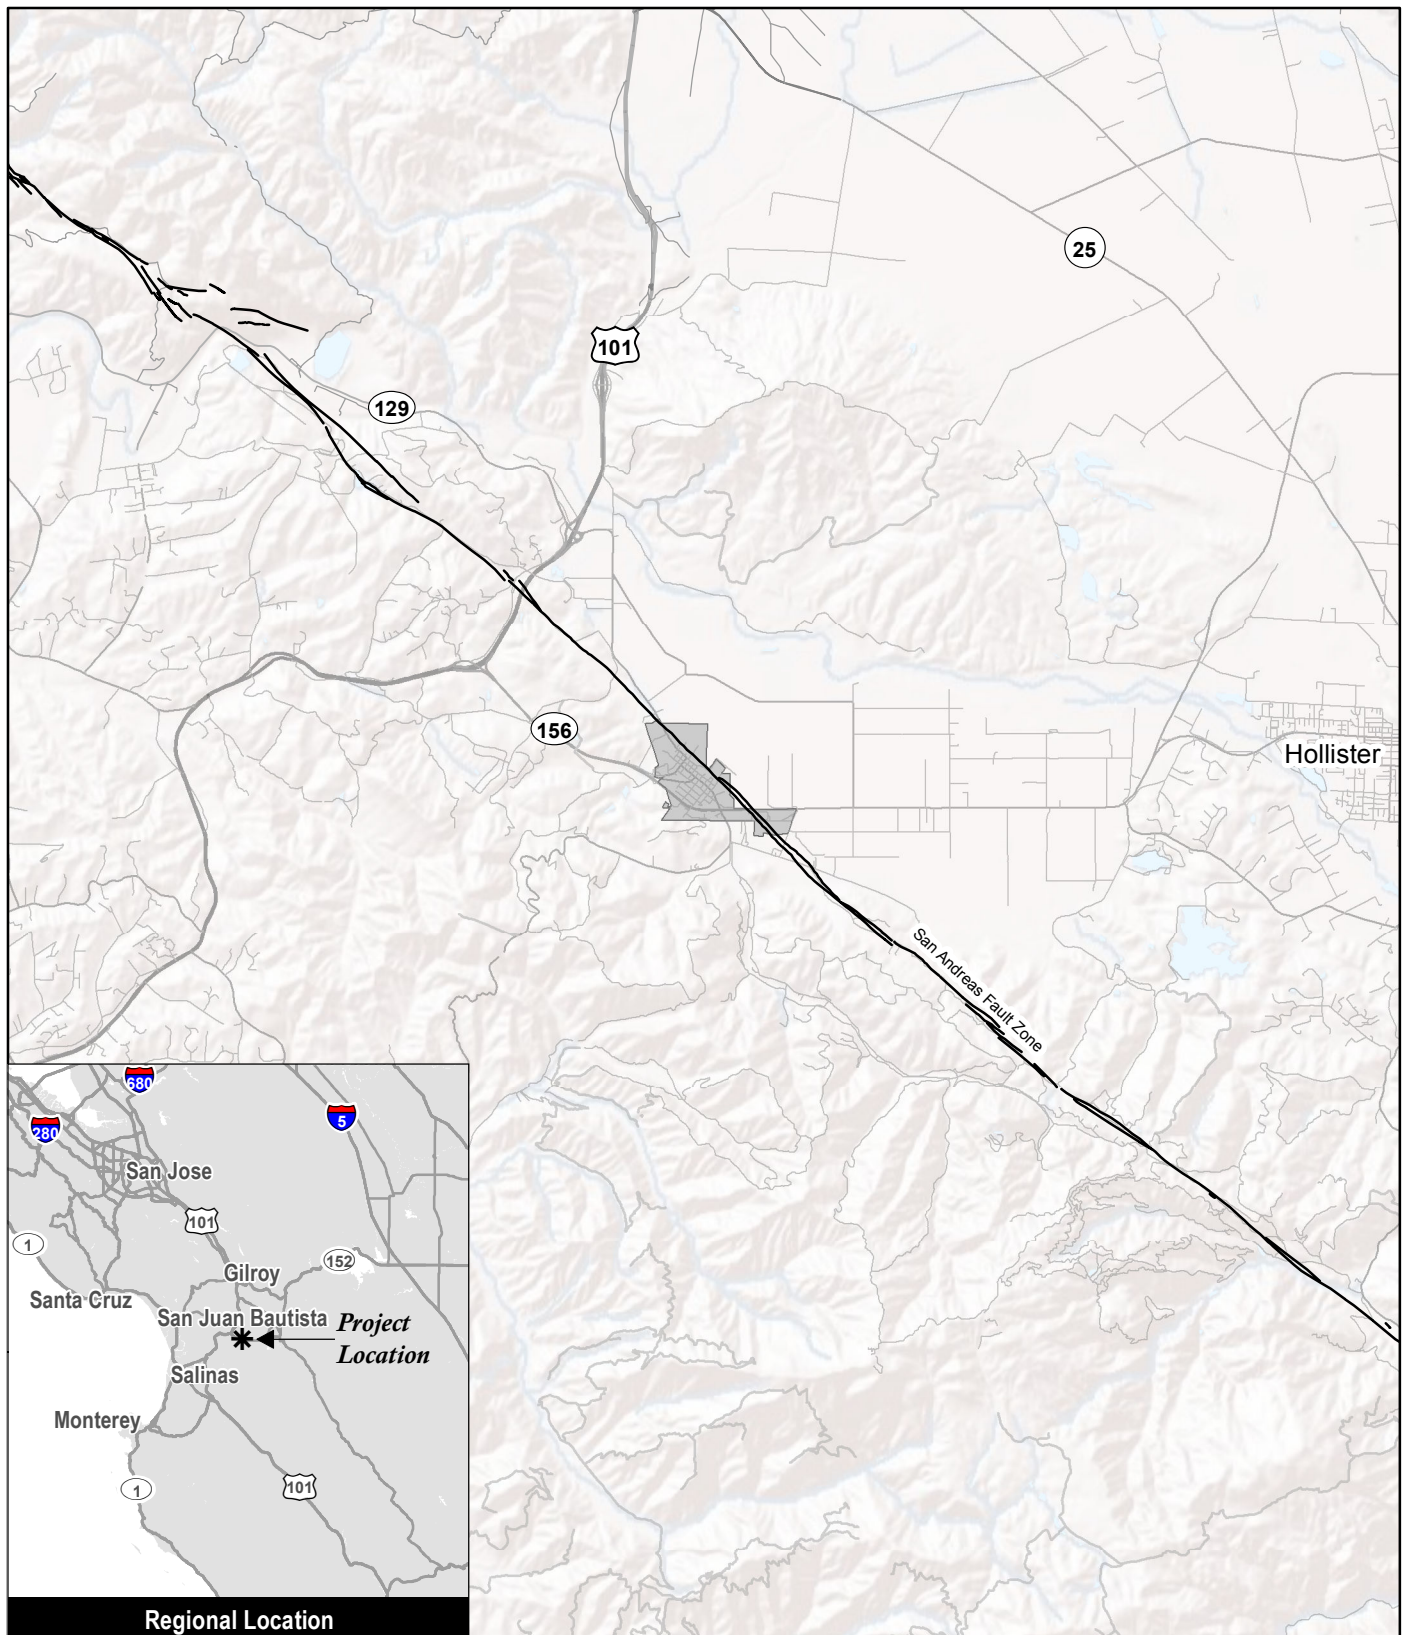 25
101
129
156
Hollister
San Andreas Fault Zone
680
280
5
San Jose
101
1
152
Gilroy
Santa Cruz
San Juan Bautista
Project
Location
Salinas
Monterey
101
1
Regional Location